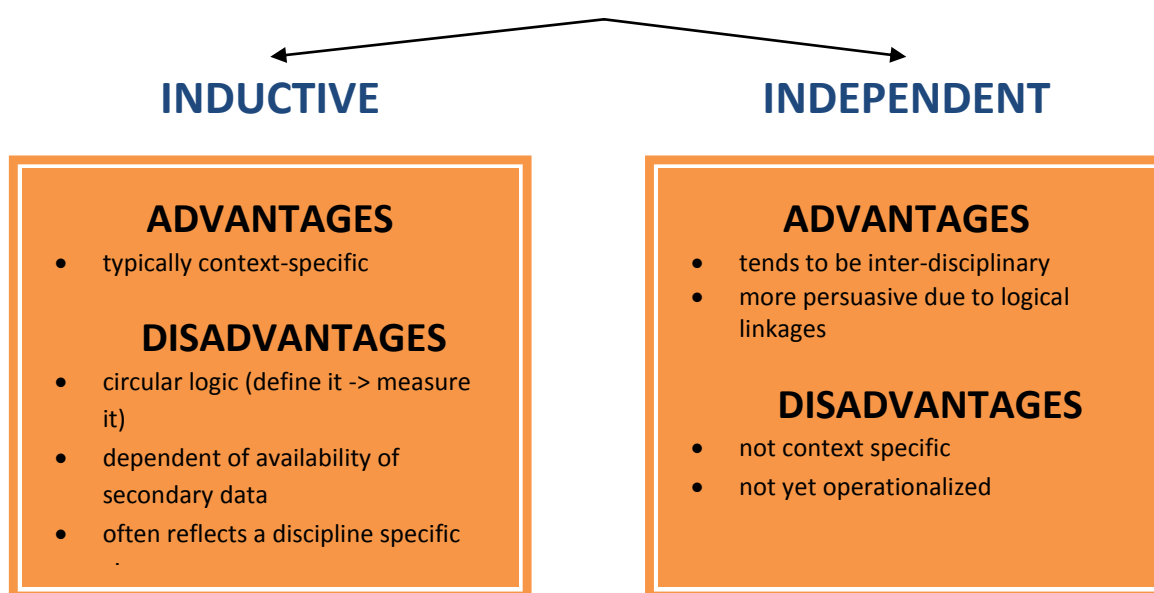 INDUCTIVE
ADVANTAGES
• typically context-specific
DISADVANTAGES
• circular logic (define it -> measure
it)
• dependent of availability of
secondary data
• often reflects a discipline specific
INDEPENDENT
ADVANTAGES
• tends to be inter-disciplinary
• more persuasive due to logical
linkages
DISADVANTAGES
• not context specific
• not yet operationalized